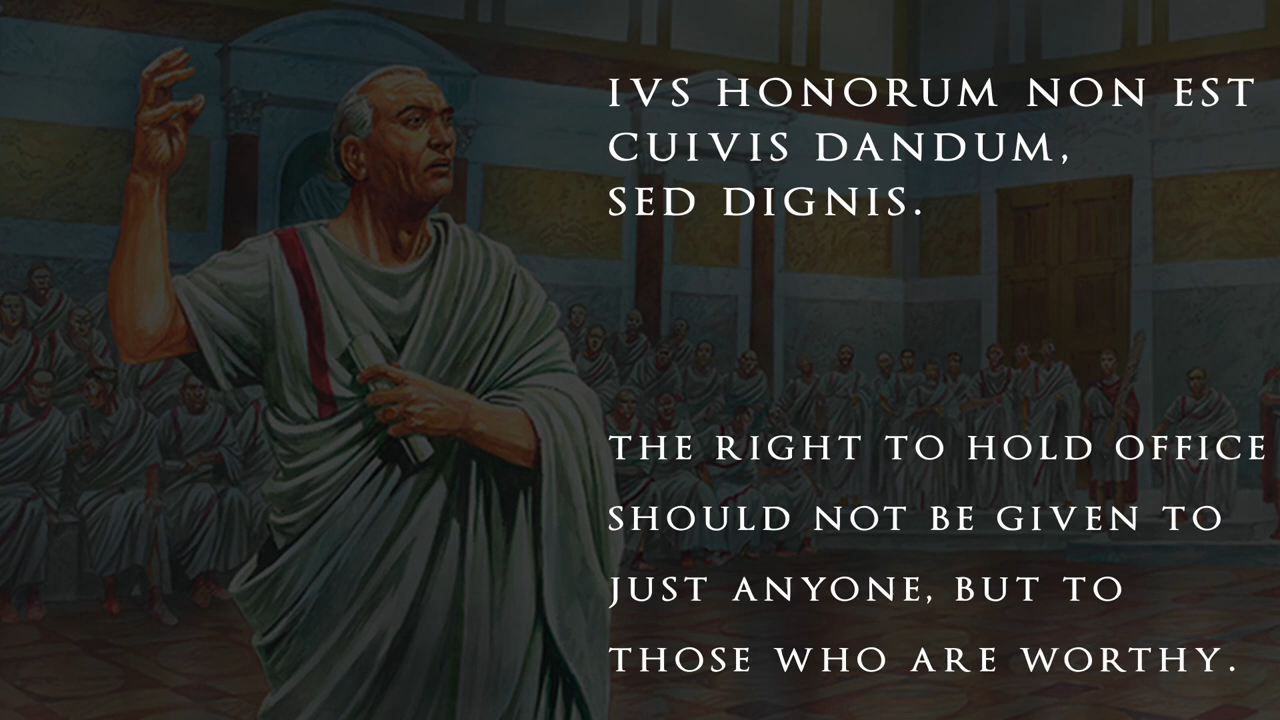 IVS HONORUM NON EST
CUIVIS DANDUM,
SED DIGNIS.
THE RIGHT TO HOLD OFFICE
SHOULD NOT BE GIVEN TO
JUST ANYONE, BUT TO
THOSE WHO ARE WORTHY.